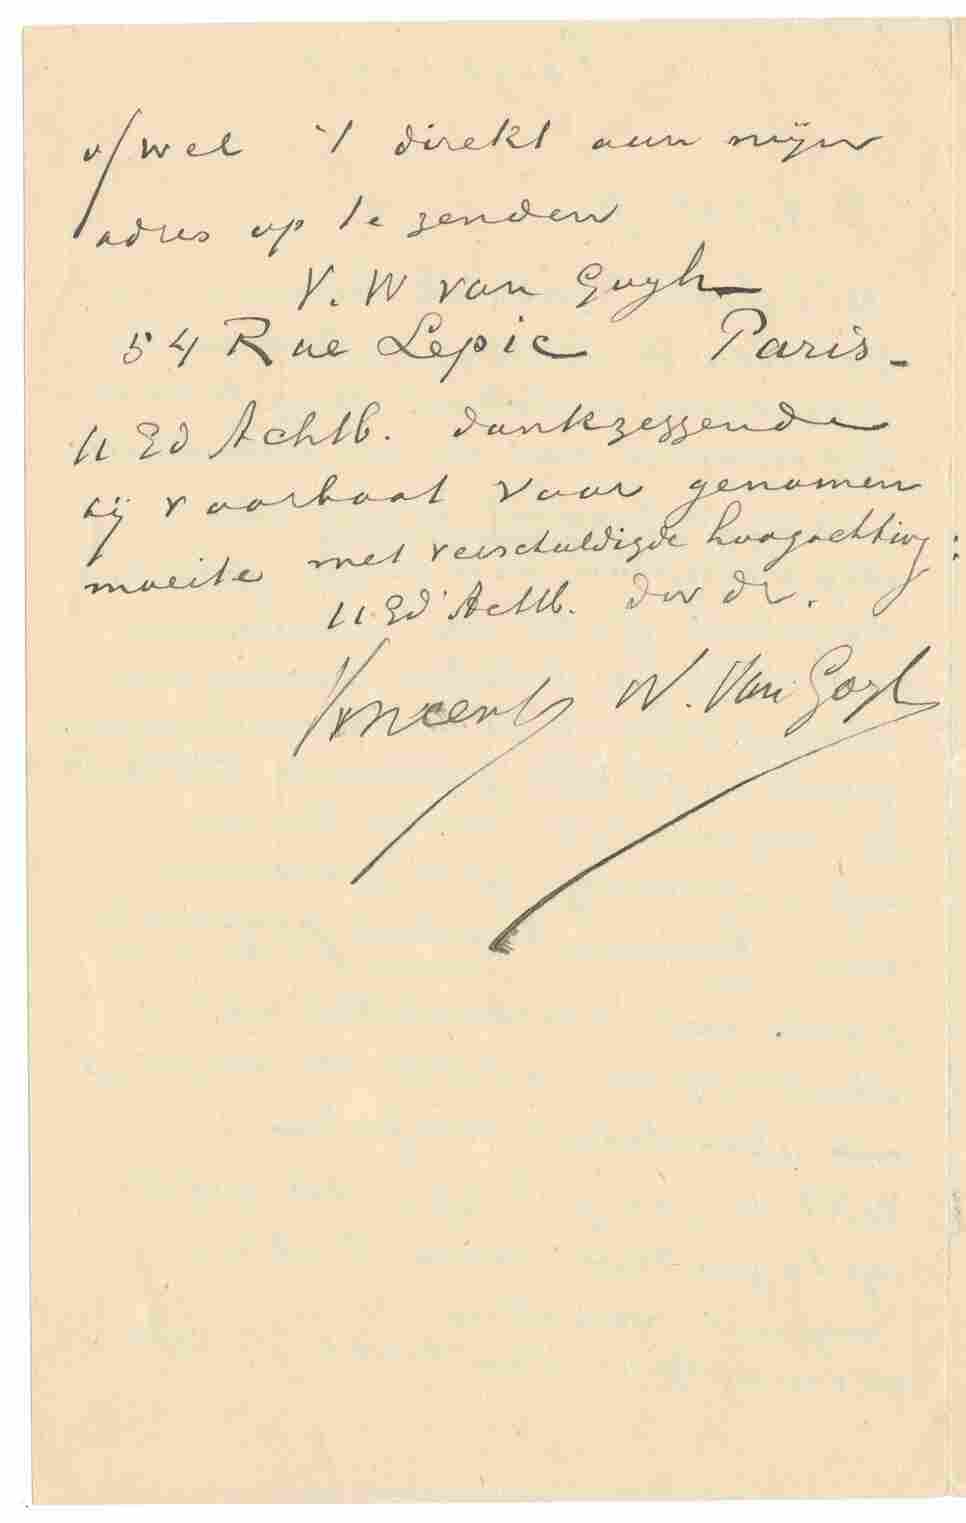 ofwel 't direkt aan mijn
adres op te zenden
V. W van Gogh
54 Rue Lepic Paris -
U Ed Achtb. dankzeggende
bij voorbaat voor genomen
moeite met verschuldigde hoogachting :
U Ed Achtb. dw dr.
Vincent W. Van Gogh